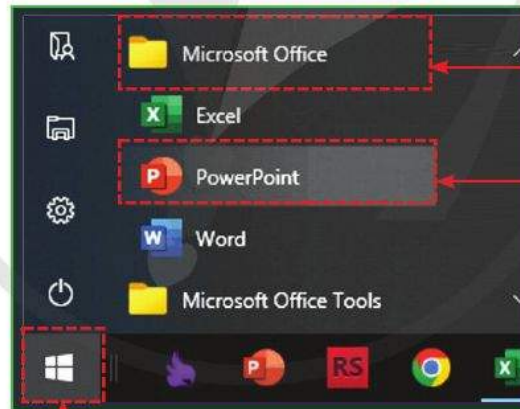 Microsoft Office
X
Excel
P
PowerPoint
W
Word
Microsoft Office Tools
P
RS
X